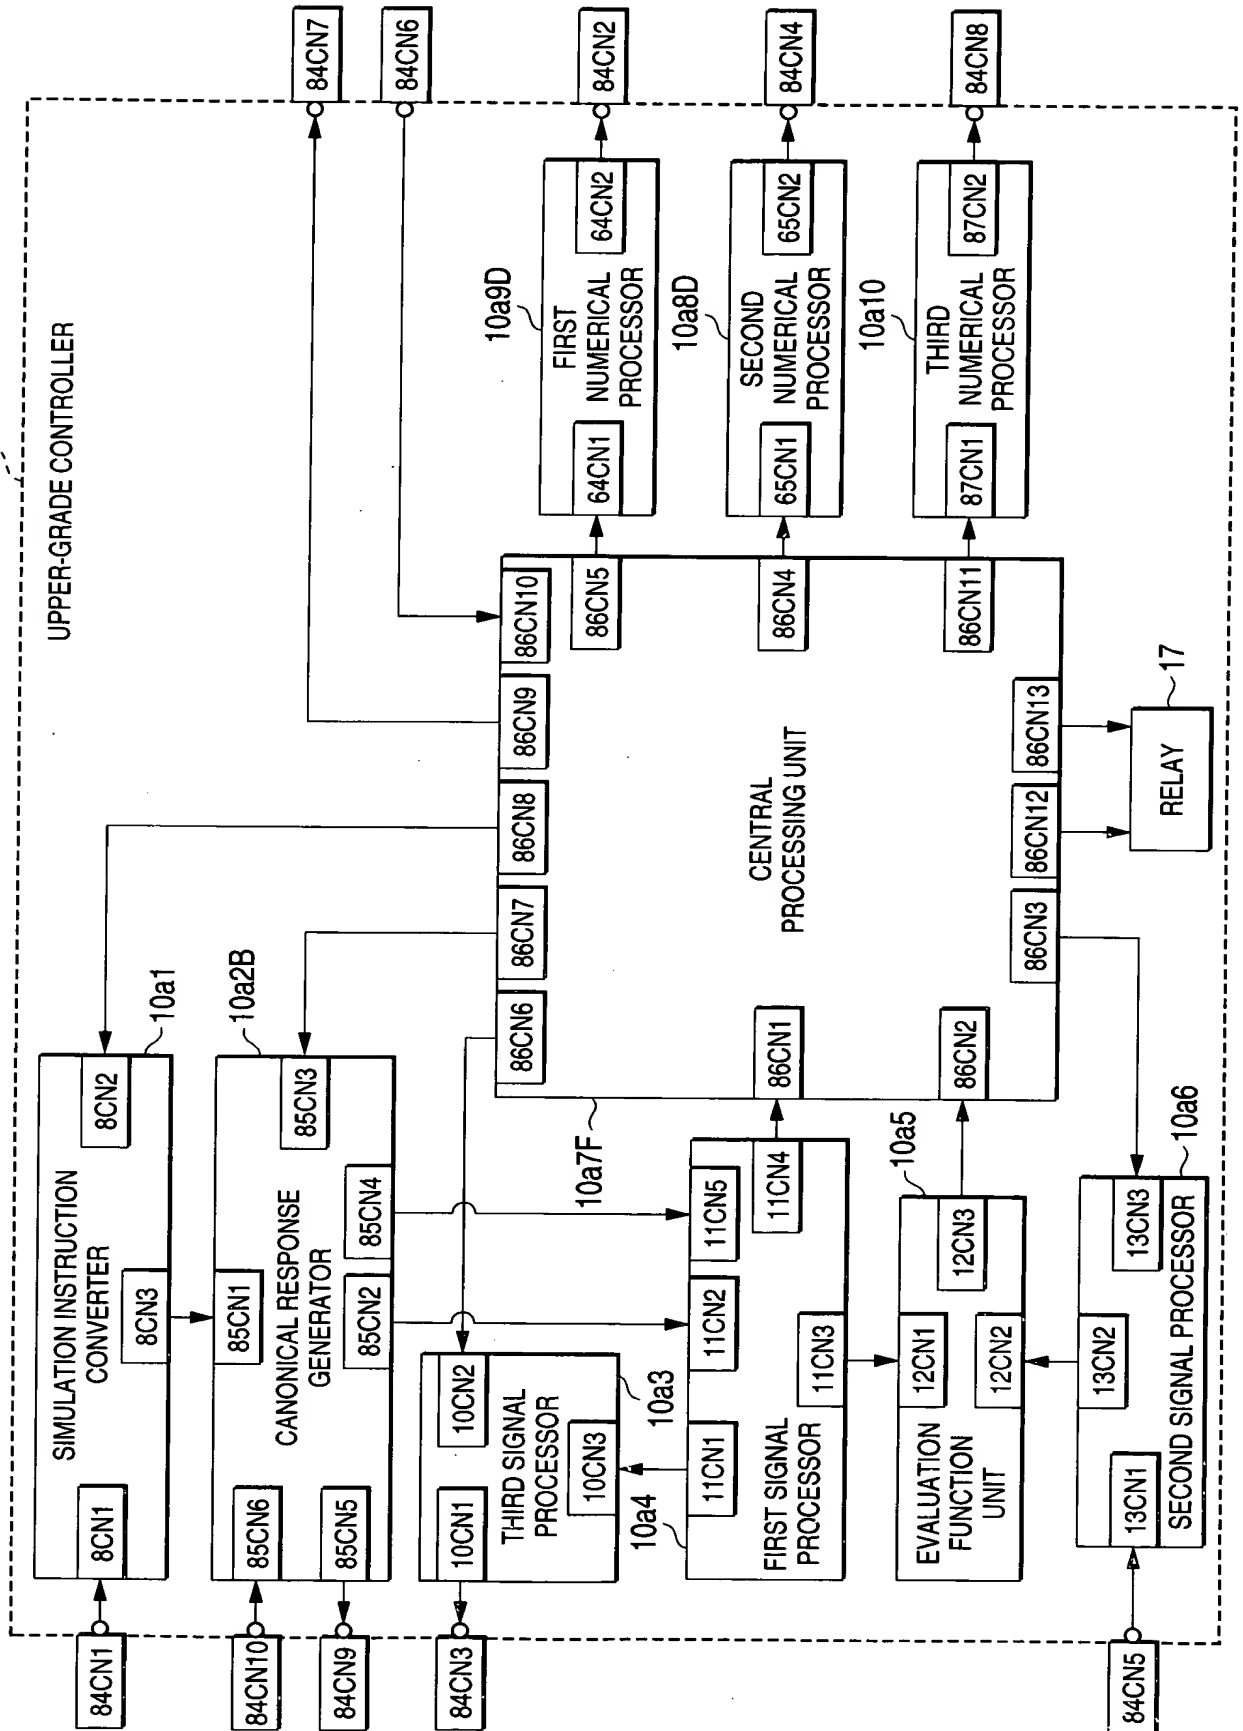 UPPER-GRADE CONTROLLER
84CN1
84CN10
84CN9
84CN3
84CN5
84CN7
84CN6
84CN2
84CN4
84CN8
10a1
8CN1
SIMULATION INSTRUCTION
CONVERTER
8CN2
8CN3
10a2B
85CN1
85CN6
85CN5
CANONICAL RESPONSE
GENERATOR
85CN3
85CN2
85CN4
10a3
10CN1
THIRD SIGNAL
PROCESSOR
10CN2
10CN3
10a4
11CN1
11CN2
11CN5
FIRST SIGNAL
PROCESSOR
11CN3
11CN4
10a5
EVALUATION
FUNCTION
UNIT
12CN1
12CN2
12CN3
10a6
13CN1
13CN2
13CN3
SECOND SIGNAL PROCESSOR
10a7F
86CN6
86CN7
86CN8
86CN9
86CN10
86CN1
86CN2
CENTRAL
PROCESSING UNIT
86CN5
86CN4
86CN11
86CN3
86CN12
86CN13
RELAY
17
10a9D
64CN1
FIRST
NUMERICAL
PROCESSOR
64CN2
10a8D
65CN1
SECOND
NUMERICAL
PROCESSOR
65CN2
10a10
87CN1
THIRD
NUMERICAL
PROCESSOR
87CN2